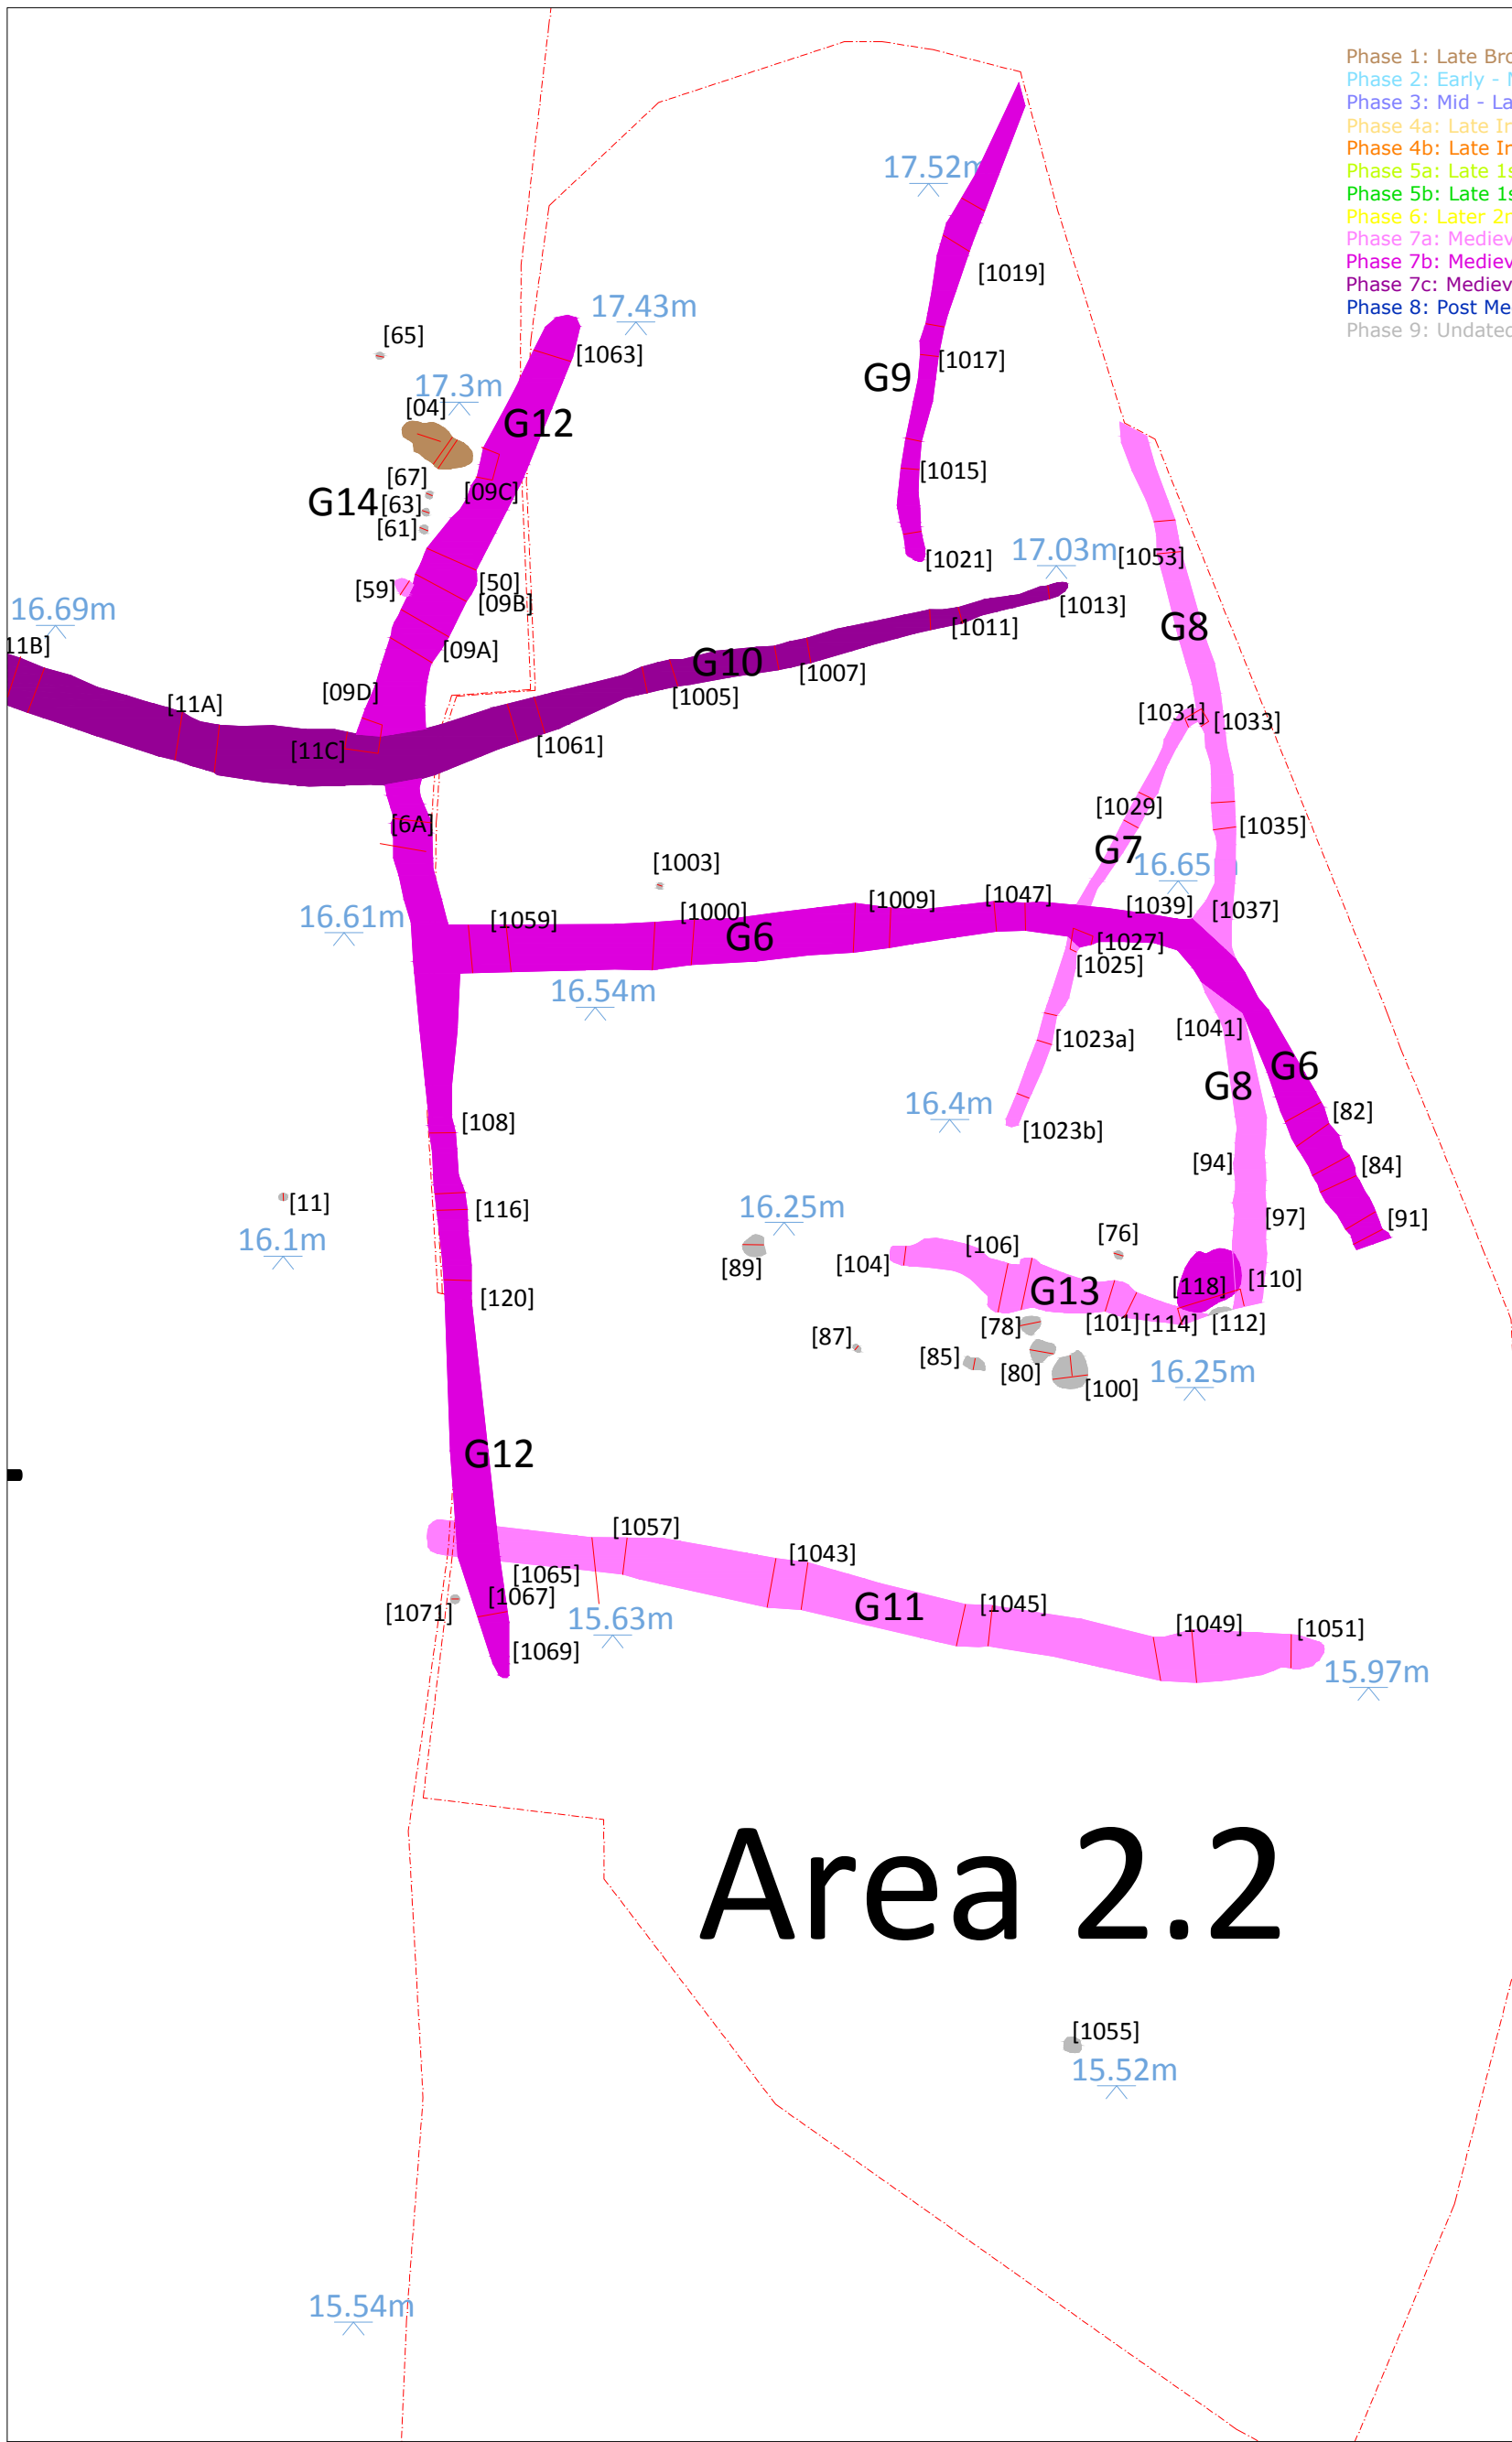 Phase 1: Late Bro
Phase 2: Early -
Phase 3: Mid - La
Phase 4a: Late Ir
Phase 4b: Late Ir
Phase 5a: Late 1s
Phase 5b: Late 1s
Phase 6: Later 2n
Phase 7a: Mediev
Phase 7b: Mediev
Phase 7c: Mediev
Phase 8: Post Me
Phase 9: Undated
17.52m
[1019]
17.43m
[65]
[1063]
[1017]
G9
17.3m
[04]
G12
[1015]
[67]
[09C]
G14
[63]
[61]
17.03m
[1021]
[1053]
[50]
[59]
[09B]
[1013]
16.69m
[1011]
G8
11B]
[09A]
G10
[1007]
[1005]
[09D]
[11A]
[1031]
[1033]
[11C]
[1061]
[1029]
[6A]
[1035]
G7
[1003]
16.65m
16.61m
[1059]
[1000]
[1009]
[1047]
[1039]
[1037]
G6
[1027]
[1025]
16.54m
[1041]
[1023a]
G6
G8
16.4m
[82]
[108]
[1023b]
[94]
[84]
[11]
[116]
16.25m
[97]
[91]
16.1m
[76]
[106]
[104]
[89]
G13
[118]
[110]
[120]
[78]
[101]
[114]
[112]
[87]
[85]
[80]
[100]
16.25m
G12
[1057]
[1043]
[1065]
[1067]
G11
[1045]
[1071]
15.63m
[1049]
[1051]
[1069]
15.97m
Area 2.2
[1055]
15.52m
15.54m